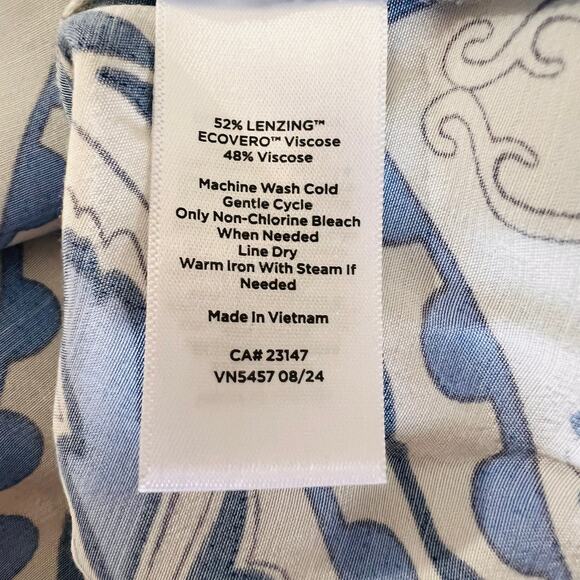 52% LENZING™
ECOVERO™ Viscose
48% Viscose
Machine Wash Cold
Gentle Cycle
Only Non-Chlorine Bleach
When Needed
Line Dry
Warm Iron With Steam If
Needed
Made In Vietnam
CA# 23147
VN5457 08/24